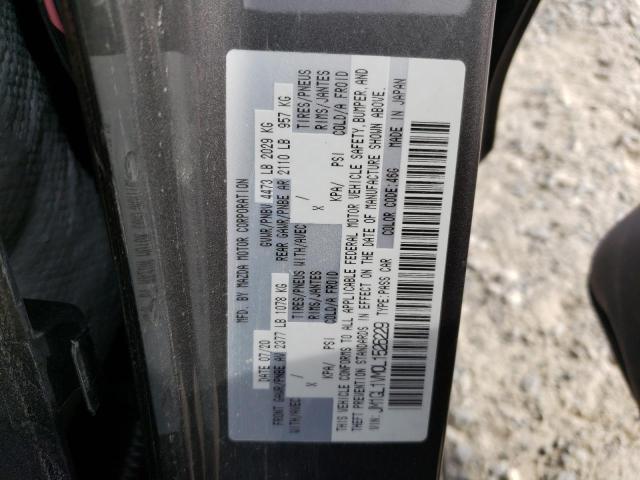 MFD. BY MAZDA MOTOR CORPORATION
DATE 07/20 GVWR/PNBV 4473 LB 2029 KG
FRONT GAWR/PNBE AV 2377 LB 1078 KG REAR GAWR/PNBE AR 2110 LB 957 KG
WITH/AVEC TIRES/PNEUS WITH/AVEC TIRES/PNEUS
/ RIMS/JANTES / RIMS/JANTES
X KPA/ PSI COLD/A FROID X KPA/ PSI COLD/A FROID
THIS VEHICLE CONFORMS TO ALL APPLICABLE FEDERAL MOTOR VEHICLE SAFETY, BUMPER, AND
THEFT PREVENTION STANDARDS IN EFFECT ON THE DATE OF MANUFACTURE SHOWN ABOVE.
VIN: JM1GL1VM0L1526229 TYPE:PASS CAR COLOR CODE:46G MADE IN JAPAN